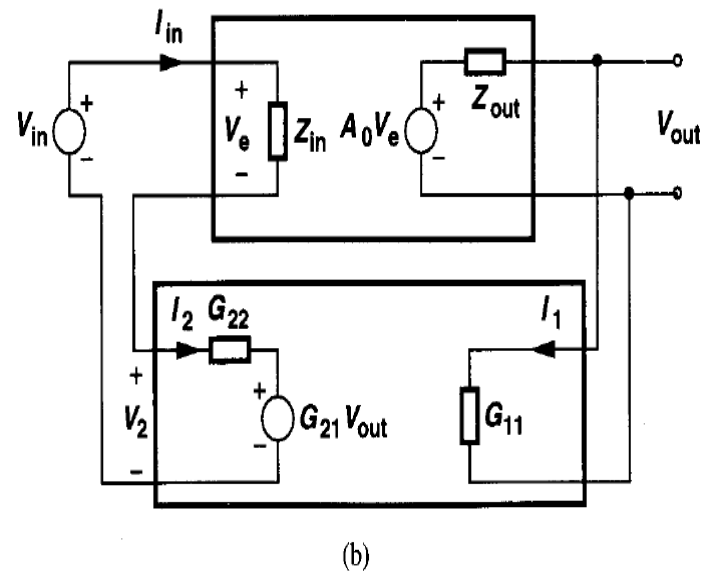 I_in
+ V_in −
+ V_e −
Z_in
A_0V_e
+ −
Z_out
V_out
I_2 G_22
I_1
+ V_2 −
+ −
G_21V_out
G_11
(b)